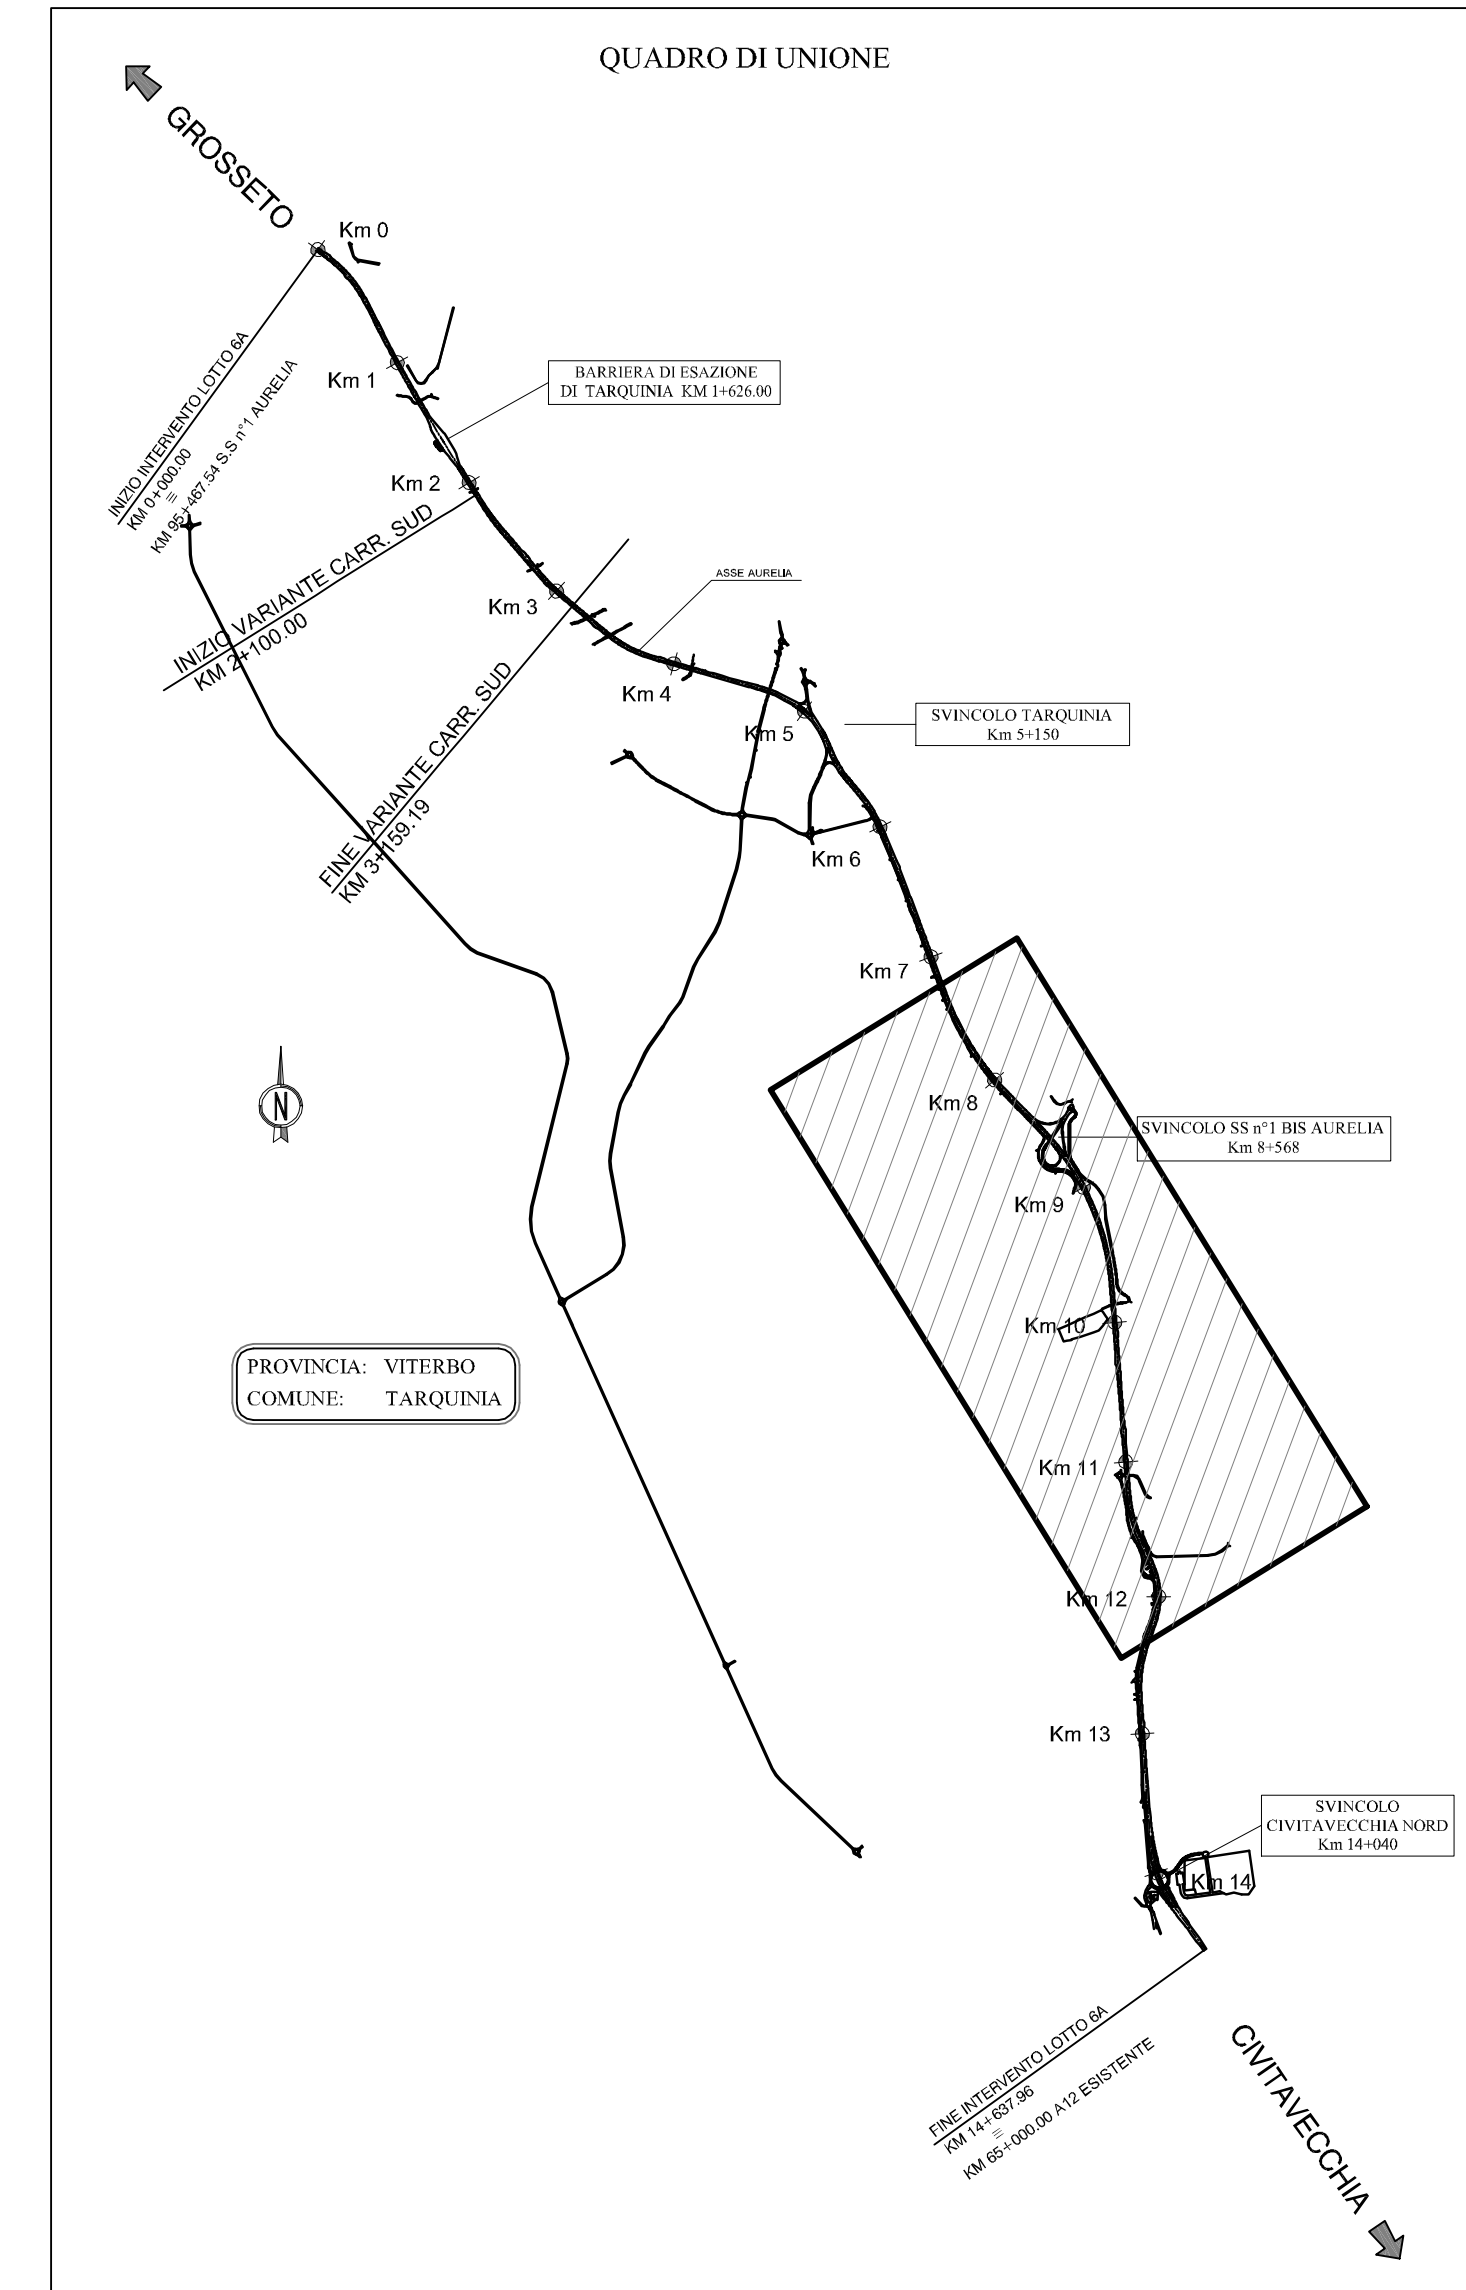 QUADRO DI UNIONE
GROSSETO
Km 0
INIZIO INTERVENTO LOTTO 6A
KM 0+000.00
≡
KM 95+467.54 S.S n°1 AURELIA
Km 1
BARRIERA DI ESAZIONE
DI TARQUINIA KM 1+626.00
Km 2
INIZIO VARIANTE CARR. SUD
KM 2+100.00
Km 3
ASSE AURELIA
FINE VARIANTE CARR. SUD
KM 3+159.19
Km 4
Km 5
SVINCOLO TARQUINIA
Km 5+150
Km 6
Km 7
Km 8
SVINCOLO SS n°1 BIS AURELIA
Km 8+568
N
Km 9
Km 10
PROVINCIA: VITERBO
COMUNE: TARQUINIA
Km 11
Km 12
Km 13
SVINCOLO
CIVITAVECCHIA NORD
Km 14+040
Km 14
FINE INTERVENTO LOTTO 6A
KM 14+637.96
≡
KM 65+000.00 A12 ESISTENTE
CIVITAVECCHIA